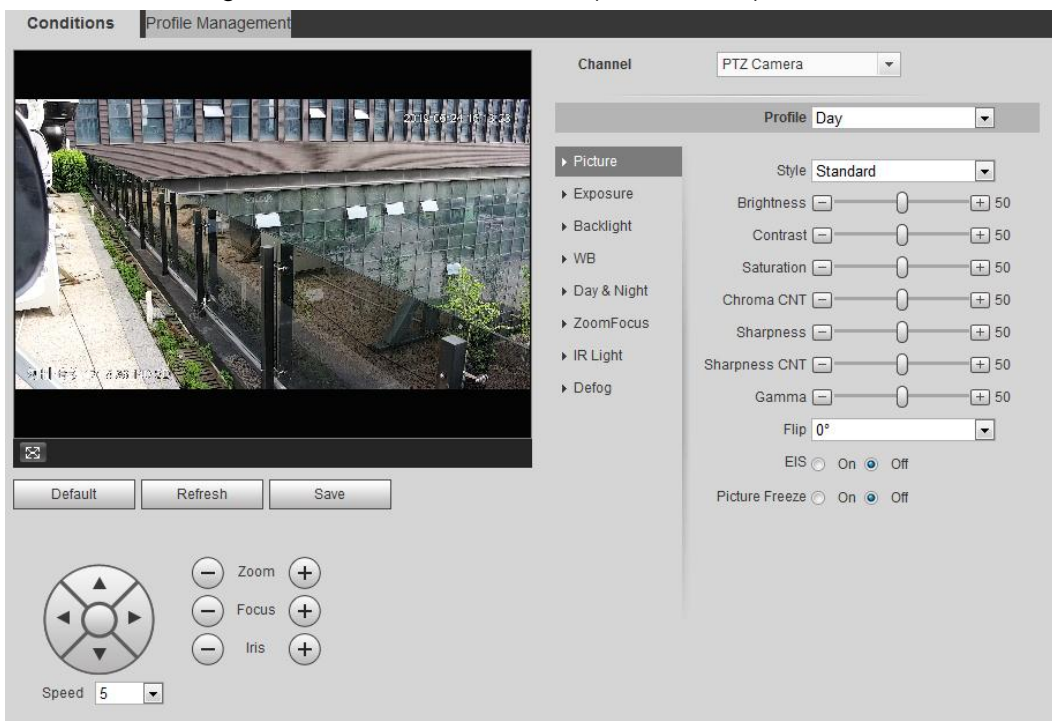 Conditions
Profile Management
Channel
PTZ Camera
Profile Day
Picture
Exposure
Backlight
WB
Day & Night
ZoomFocus
IR Light
Defog
Style Standard
Brightness 50
Contrast 50
Saturation 50
Chroma CNT 50
Sharpness 50
Sharpness CNT 50
Gamma 50
Flip 0°
EIS On Off
Picture Freeze On Off
Default
Refresh
Save
Zoom
Focus
Iris
Speed 5